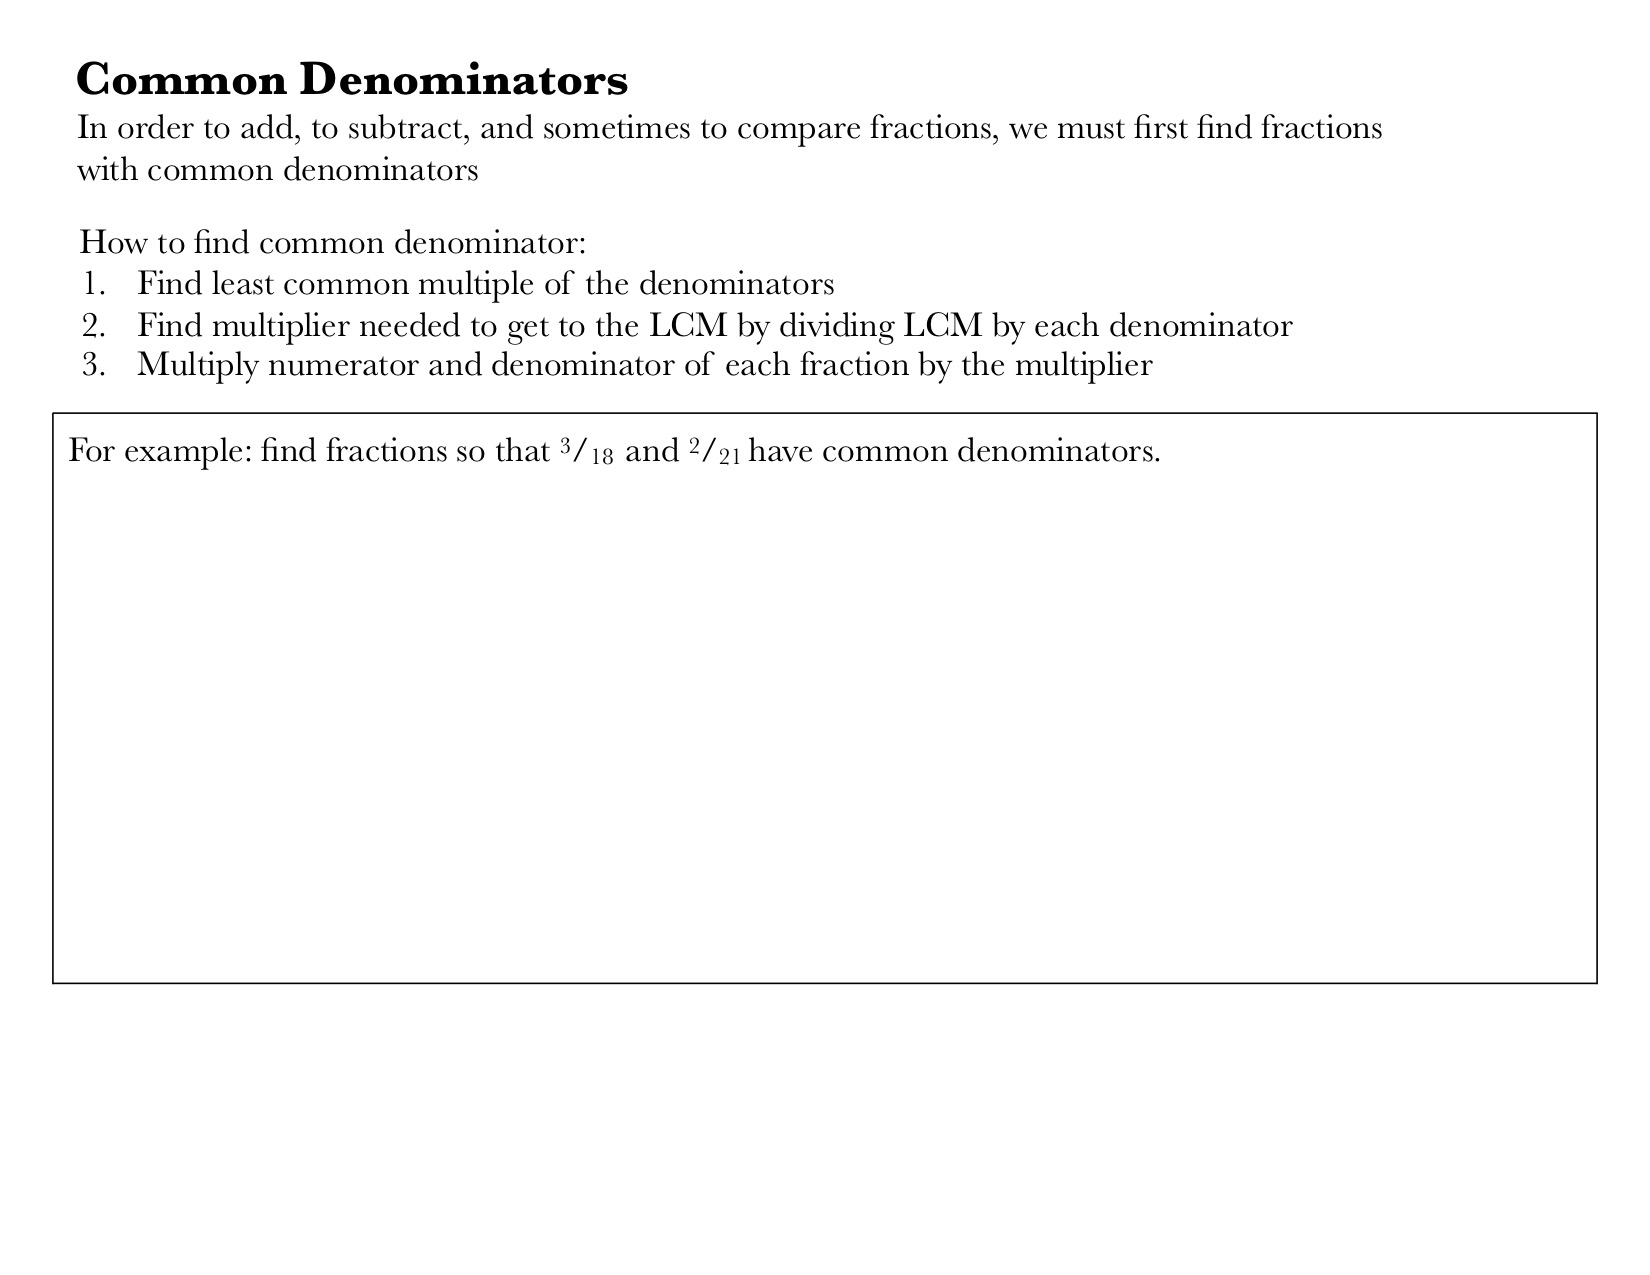 Common Denominators
In order to add, to subtract, and sometimes to compare fractions, we must first find fractions
with common denominators
How to find common denominator:
1. Find least common multiple of the denominators
2. Find multiplier needed to get to the LCM by dividing LCM by each denominator
3. Multiply numerator and denominator of each fraction by the multiplier
For example: find fractions so that 3/18 and 2/21 have common denominators.